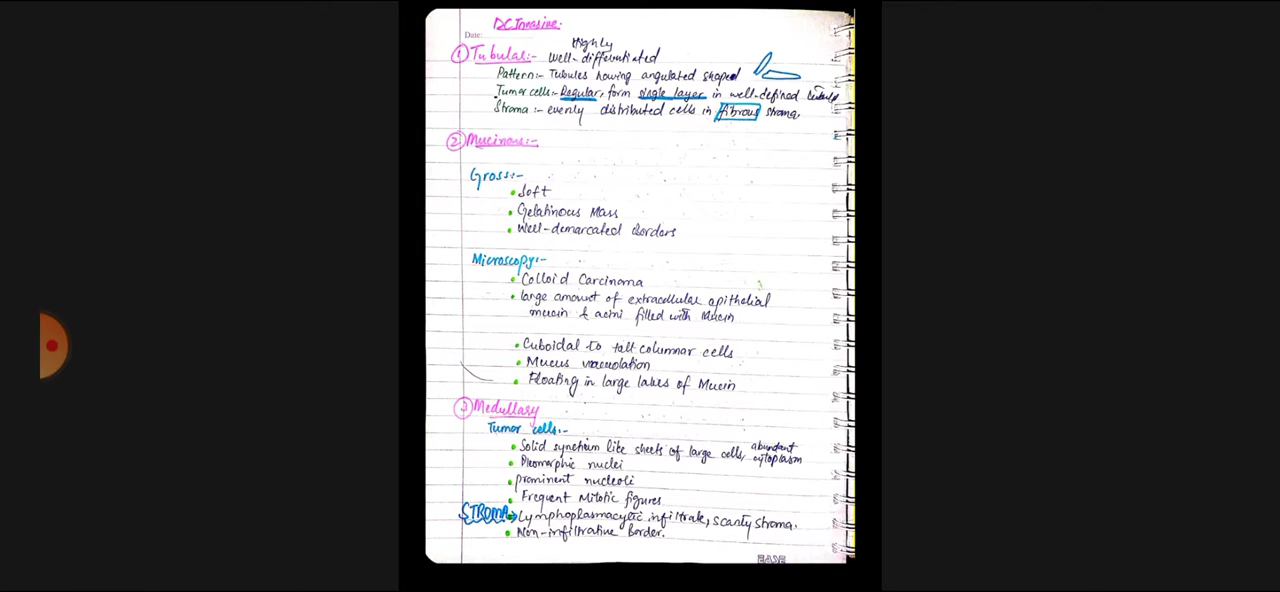 DC Invasive:
Date:
Highly
① Tubular:- well-differentiated
Pattern:- Tubules having angulated shaped
Tumor cells:- Regular, form single layer in well-defined
Stroma:- evenly distributed cells in fibrous stroma.
② Mucinous:-
Gross:-
• Soft
• Gelatinous Mass
• Well-demarcated Borders
Microscopy:-
• Colloid Carcinoma
• large amount of extracellular epithelial
mucin & acini filled with Mucin
• Cuboidal to tall columnar cells
• Mucus vacuolation
• Floating in large lakes of Mucin
③ Medullary
Tumor cells:-
• Solid synctium like sheets of large cells, abundant cytoplasm
• Pleomorphic nuclei
• prominent nucleoli
• Frequent Mitotic figures
STROMA → Lymphoplasmacytic infiltrate, scanty stroma.
• Non-infiltrative Border.
EASE